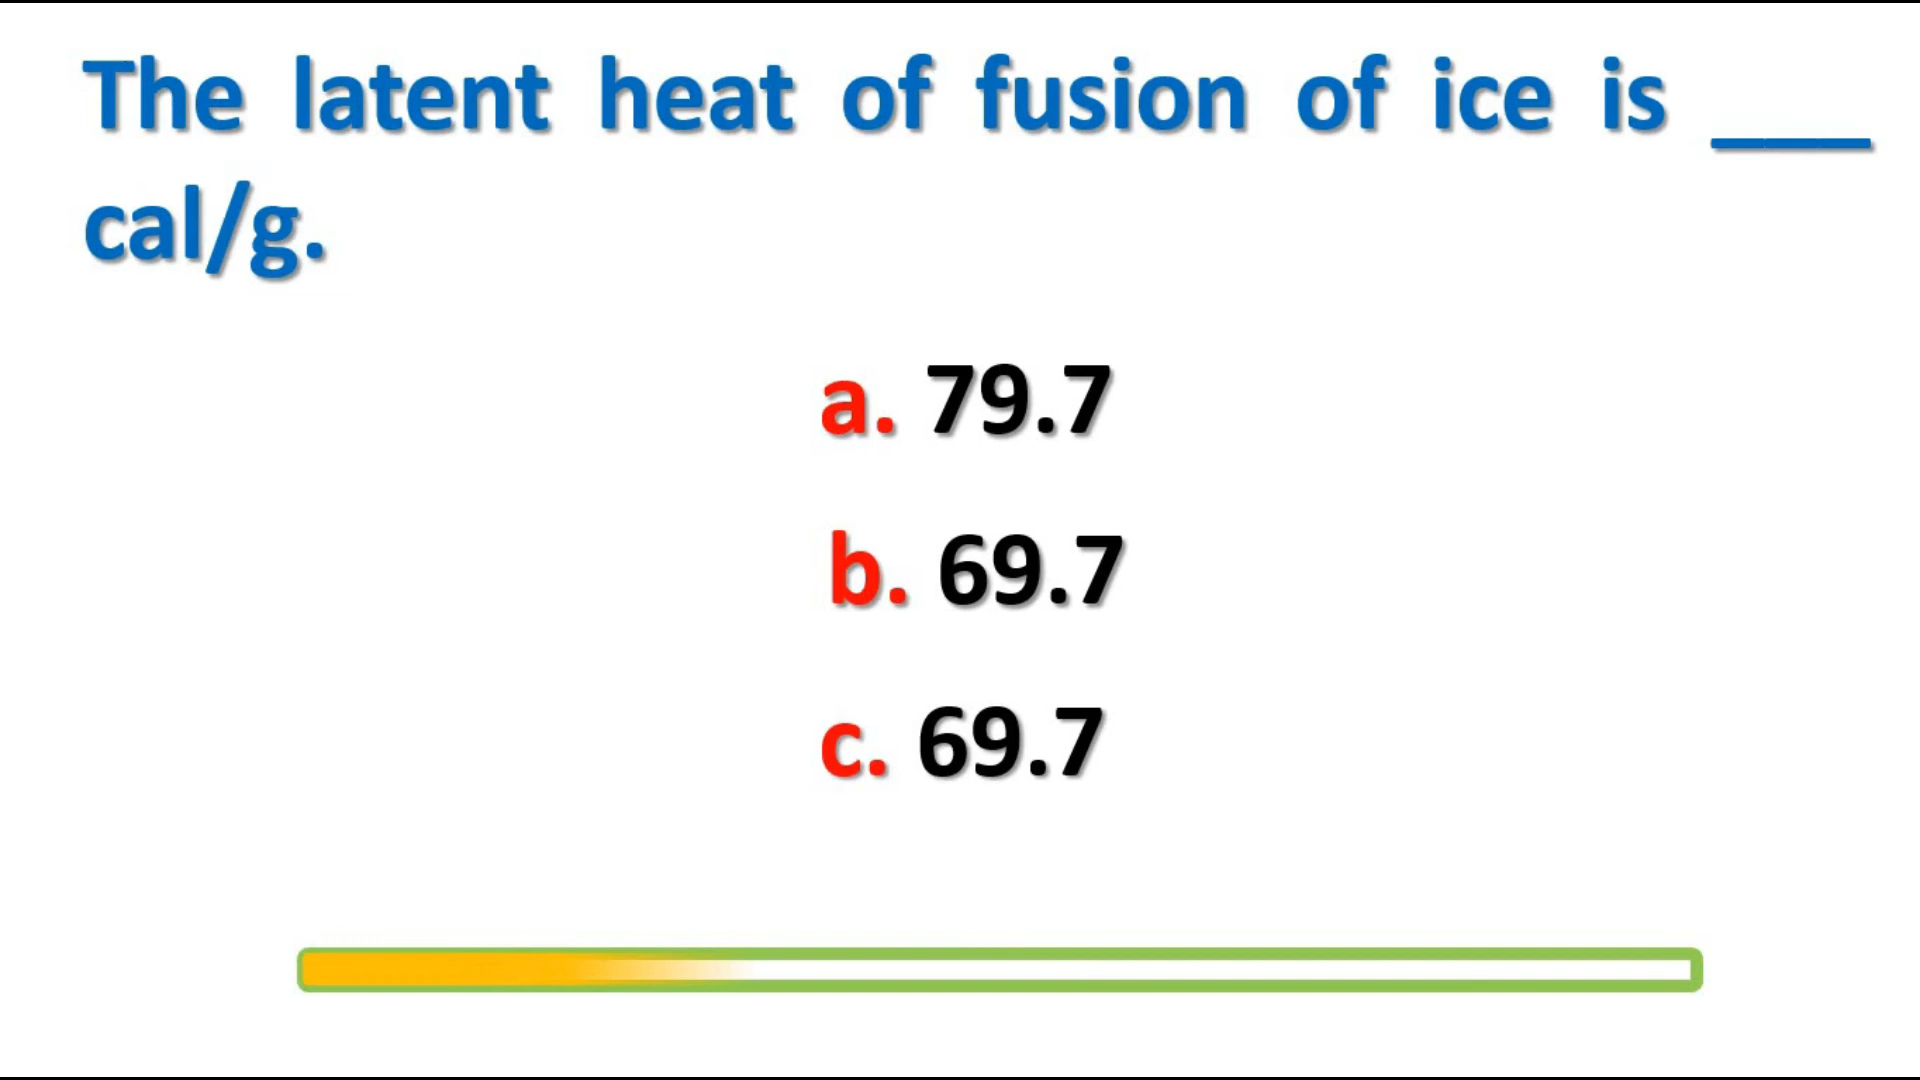 The latent heat of fusion of ice is ___
cal/g.
a. 79.7
b. 69.7
c. 69.7